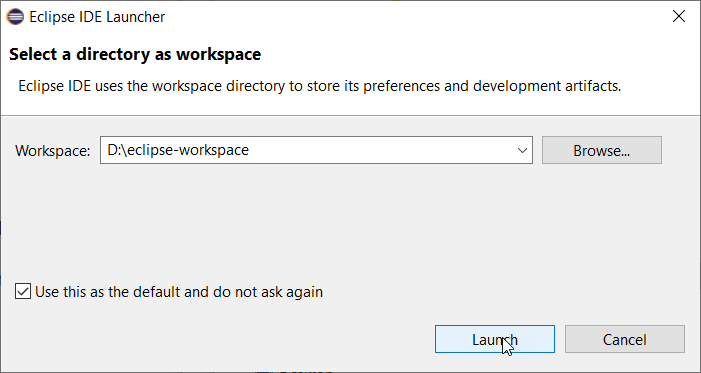 Eclipse IDE Launcher
Select a directory as workspace
Eclipse IDE uses the workspace directory to store its preferences and development artifacts.
Workspace: D:\eclipse-workspace Browse...
Use this as the default and do not ask again
Launch Cancel